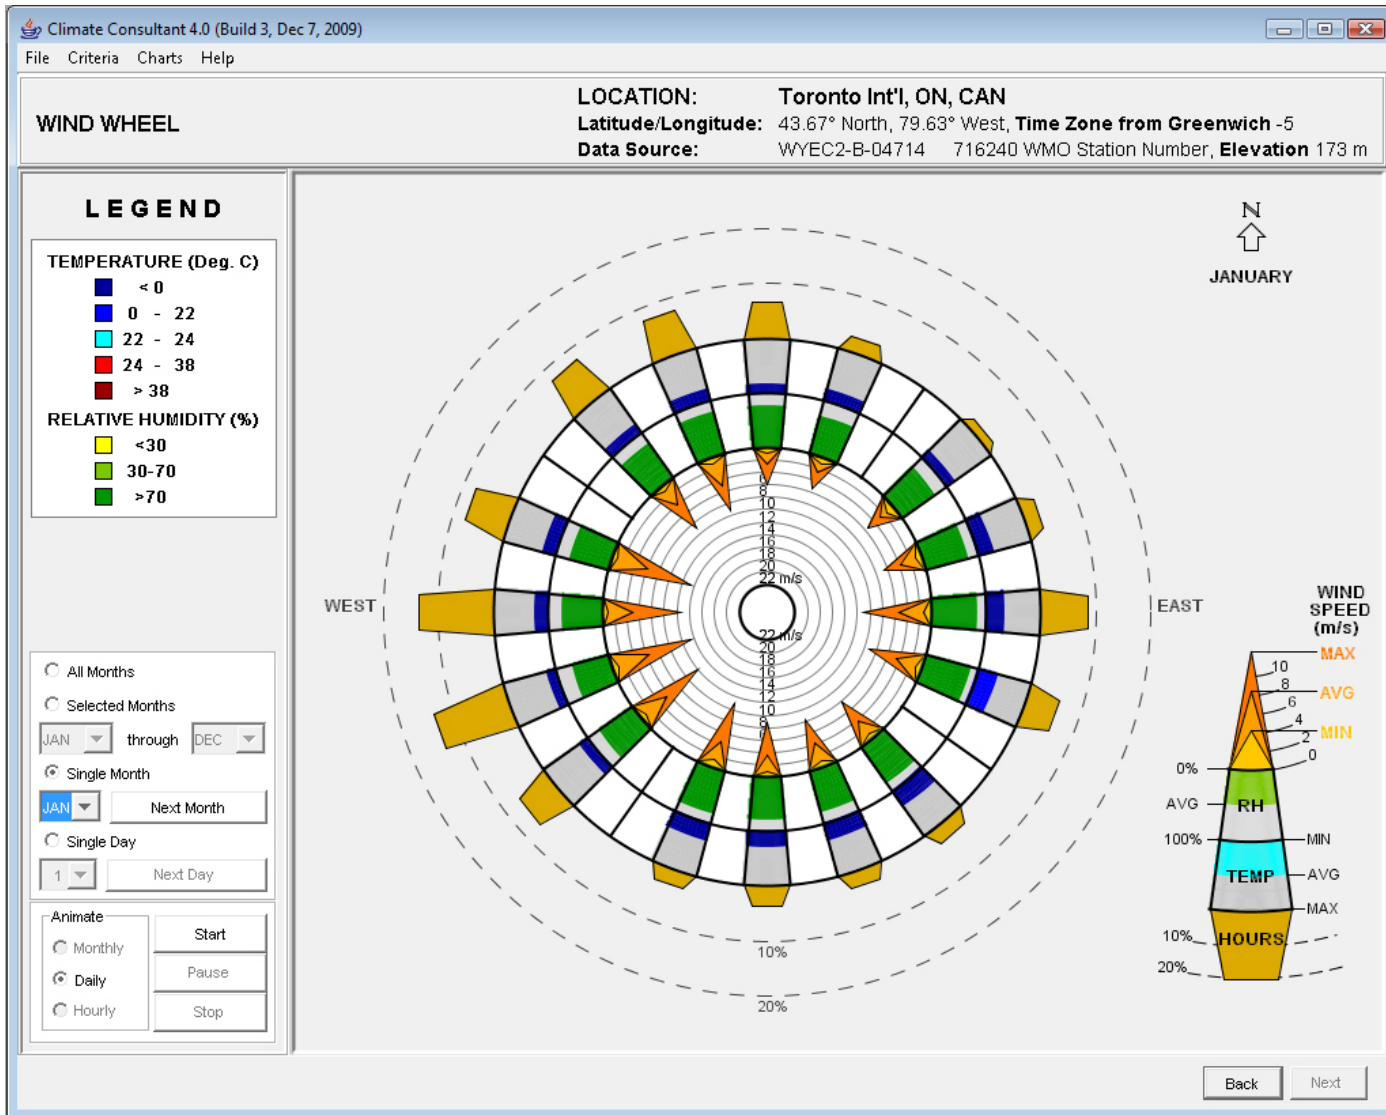 Climate Consultant 4.0 (Build 3, Dec 7, 2009)
File Criteria Charts Help
WIND WHEEL
LOCATION: Toronto Int'l, ON, CAN
Latitude/Longitude: 43.67° North, 79.63° West, Time Zone from Greenwich -5
Data Source: WYEC2-B-04714 716240 WMO Station Number, Elevation 173 m
LEGEND
TEMPERATURE (Deg. C)
< 0
0 - 22
22 - 24
24 - 38
> 38
RELATIVE HUMIDITY (%)
<30
30-70
>70
All Months
Selected Months
JAN through DEC
Single Month
JAN Next Month
Single Day
1 Next Day
Animate
Monthly
Daily
Hourly
Start
Pause
Stop
N
JANUARY
WEST
EAST
8
10
12
14
16
18
20
22 m/s
22 m/s
20
18
16
14
12
10
8
10%
20%
WIND
SPEED
(m/s)
MAX
10
8 AVG
6
4 MIN
2
0
0%
AVG RH
100% MIN
TEMP AVG
MAX
10% HOURS
20%
Back Next